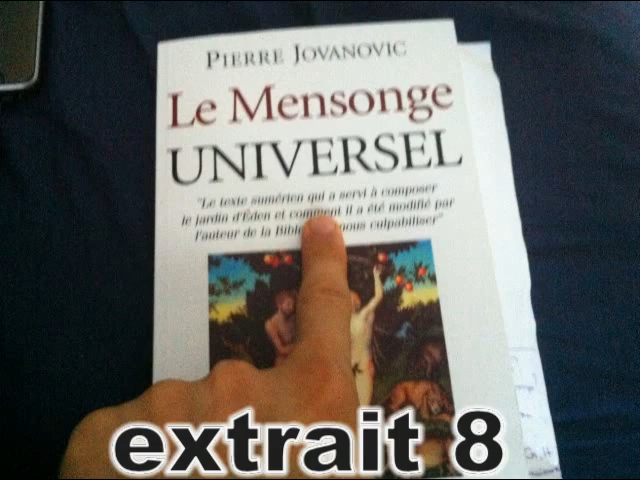 PIERRE JOVANOVIC
Le Mensonge
UNIVERSEL
"Le texte sumérien qui a servi à composer
le jardin d'Éden et comment il a été modifié par
l'auteur de la Bible nous culpabiliser"
extrait 8